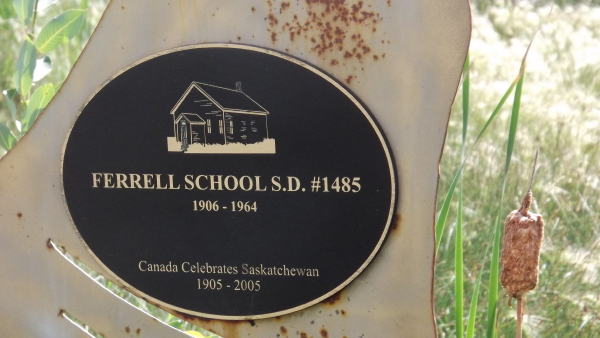 FERRELL SCHOOL S.D. #1485
1906 - 1964
Canada Celebrates Saskatchewan
1905 - 2005